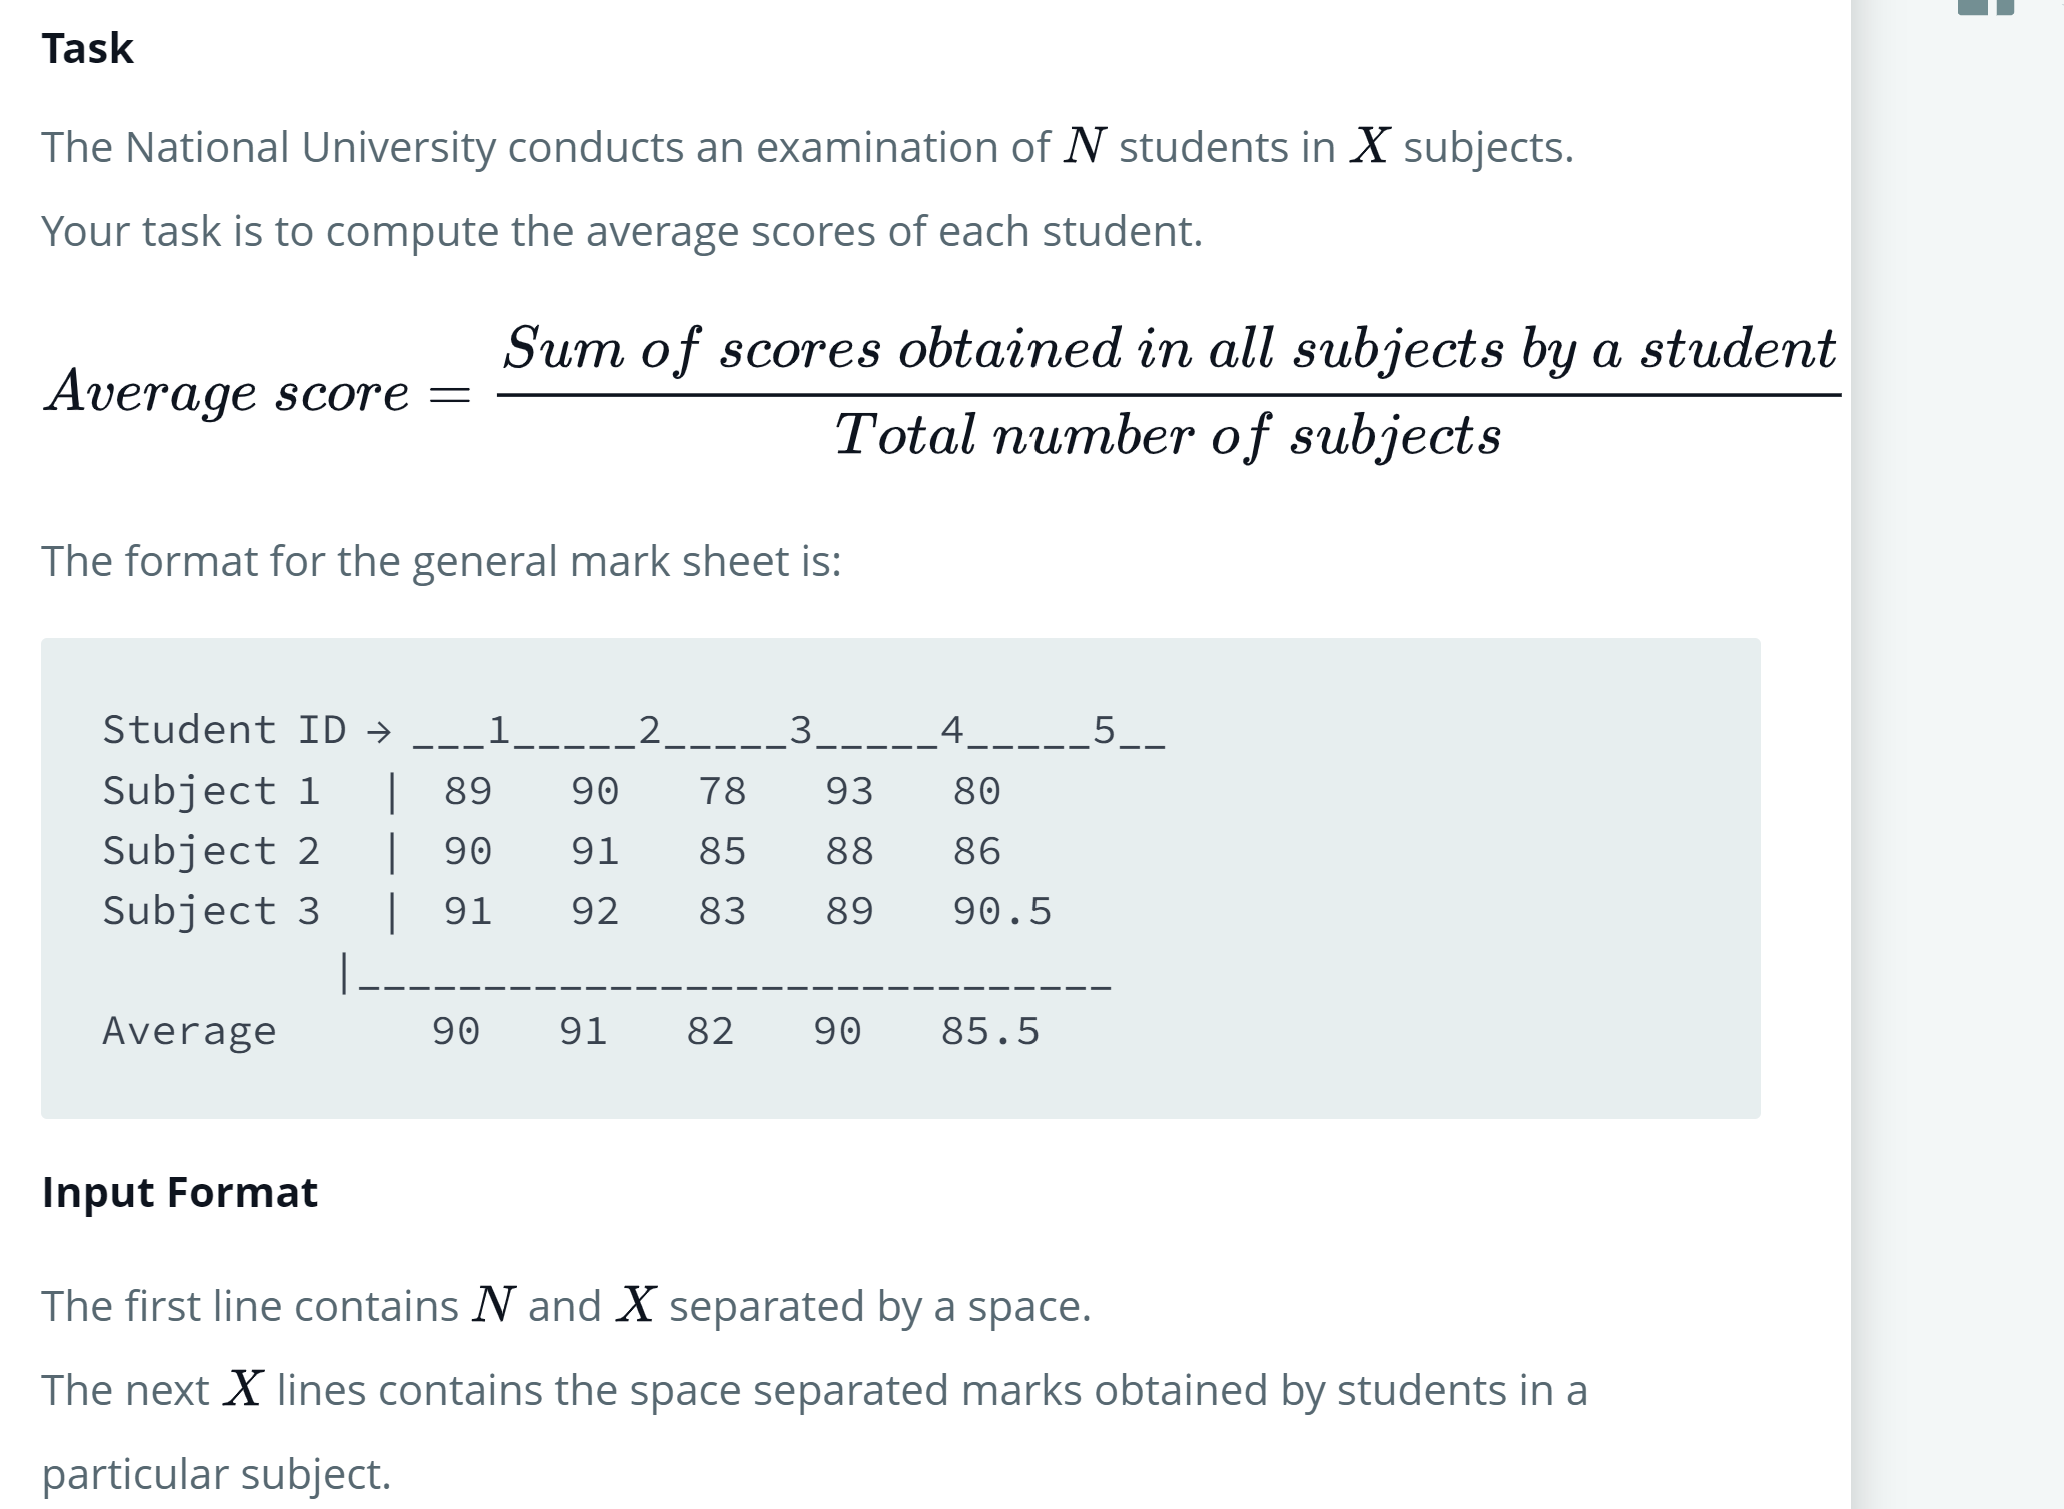 Task
The National University conducts an examination of N students in X subjects.
Your task is to compute the average scores of each student.
Average score = Sum of scores obtained in all subjects by a student / Total number of subjects
The format for the general mark sheet is:
Student ID → ___1_____2_____3_____4_____5__
Subject 1 | 89 90 78 93 80
Subject 2 | 90 91 85 88 86
Subject 3 | 91 92 83 89 90.5
|______________________________
Average 90 91 82 90 85.5
Input Format
The first line contains N and X separated by a space.
The next X lines contains the space separated marks obtained by students in a
particular subject.